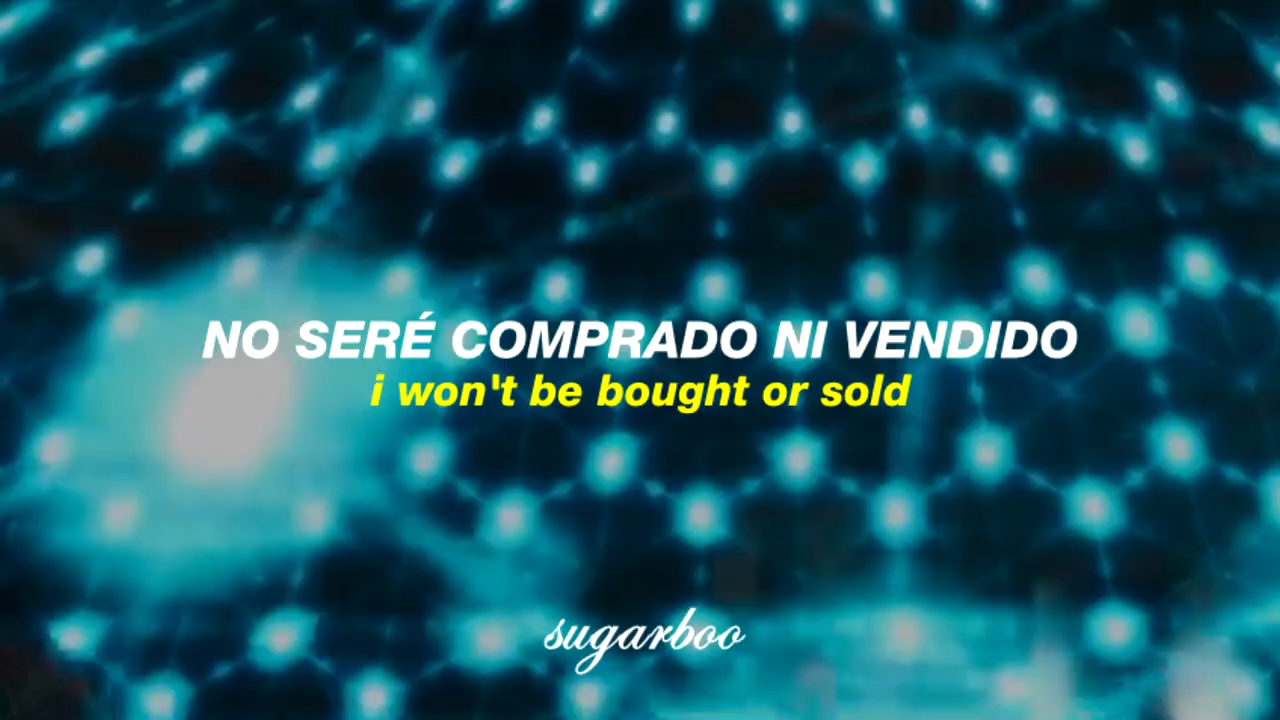 NO SERÉ COMPRADO NI VENDIDO
i won't be bought or sold
sugarboo